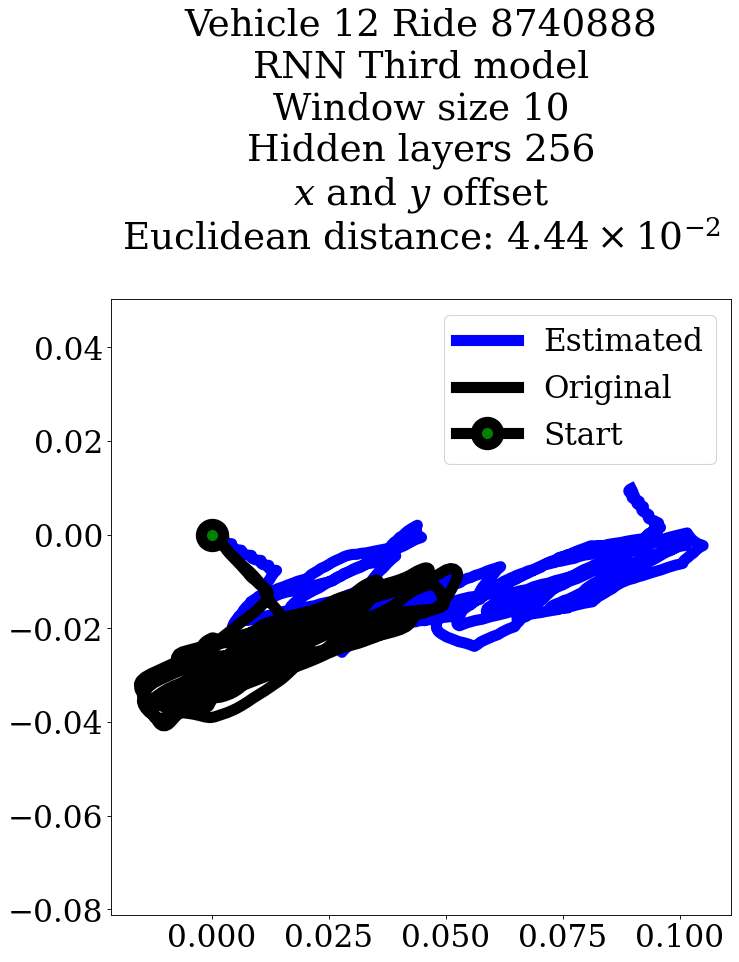 Vehicle 12 Ride 8740888
RNN Third model
Window size 10
Hidden layers 256
x and y offset
Euclidean distance: 4.44 × 10⁻²
Estimated
Original
Start
0.04
0.02
0.00
−0.02
−0.04
−0.06
−0.08
0.000 0.025 0.050 0.075 0.100